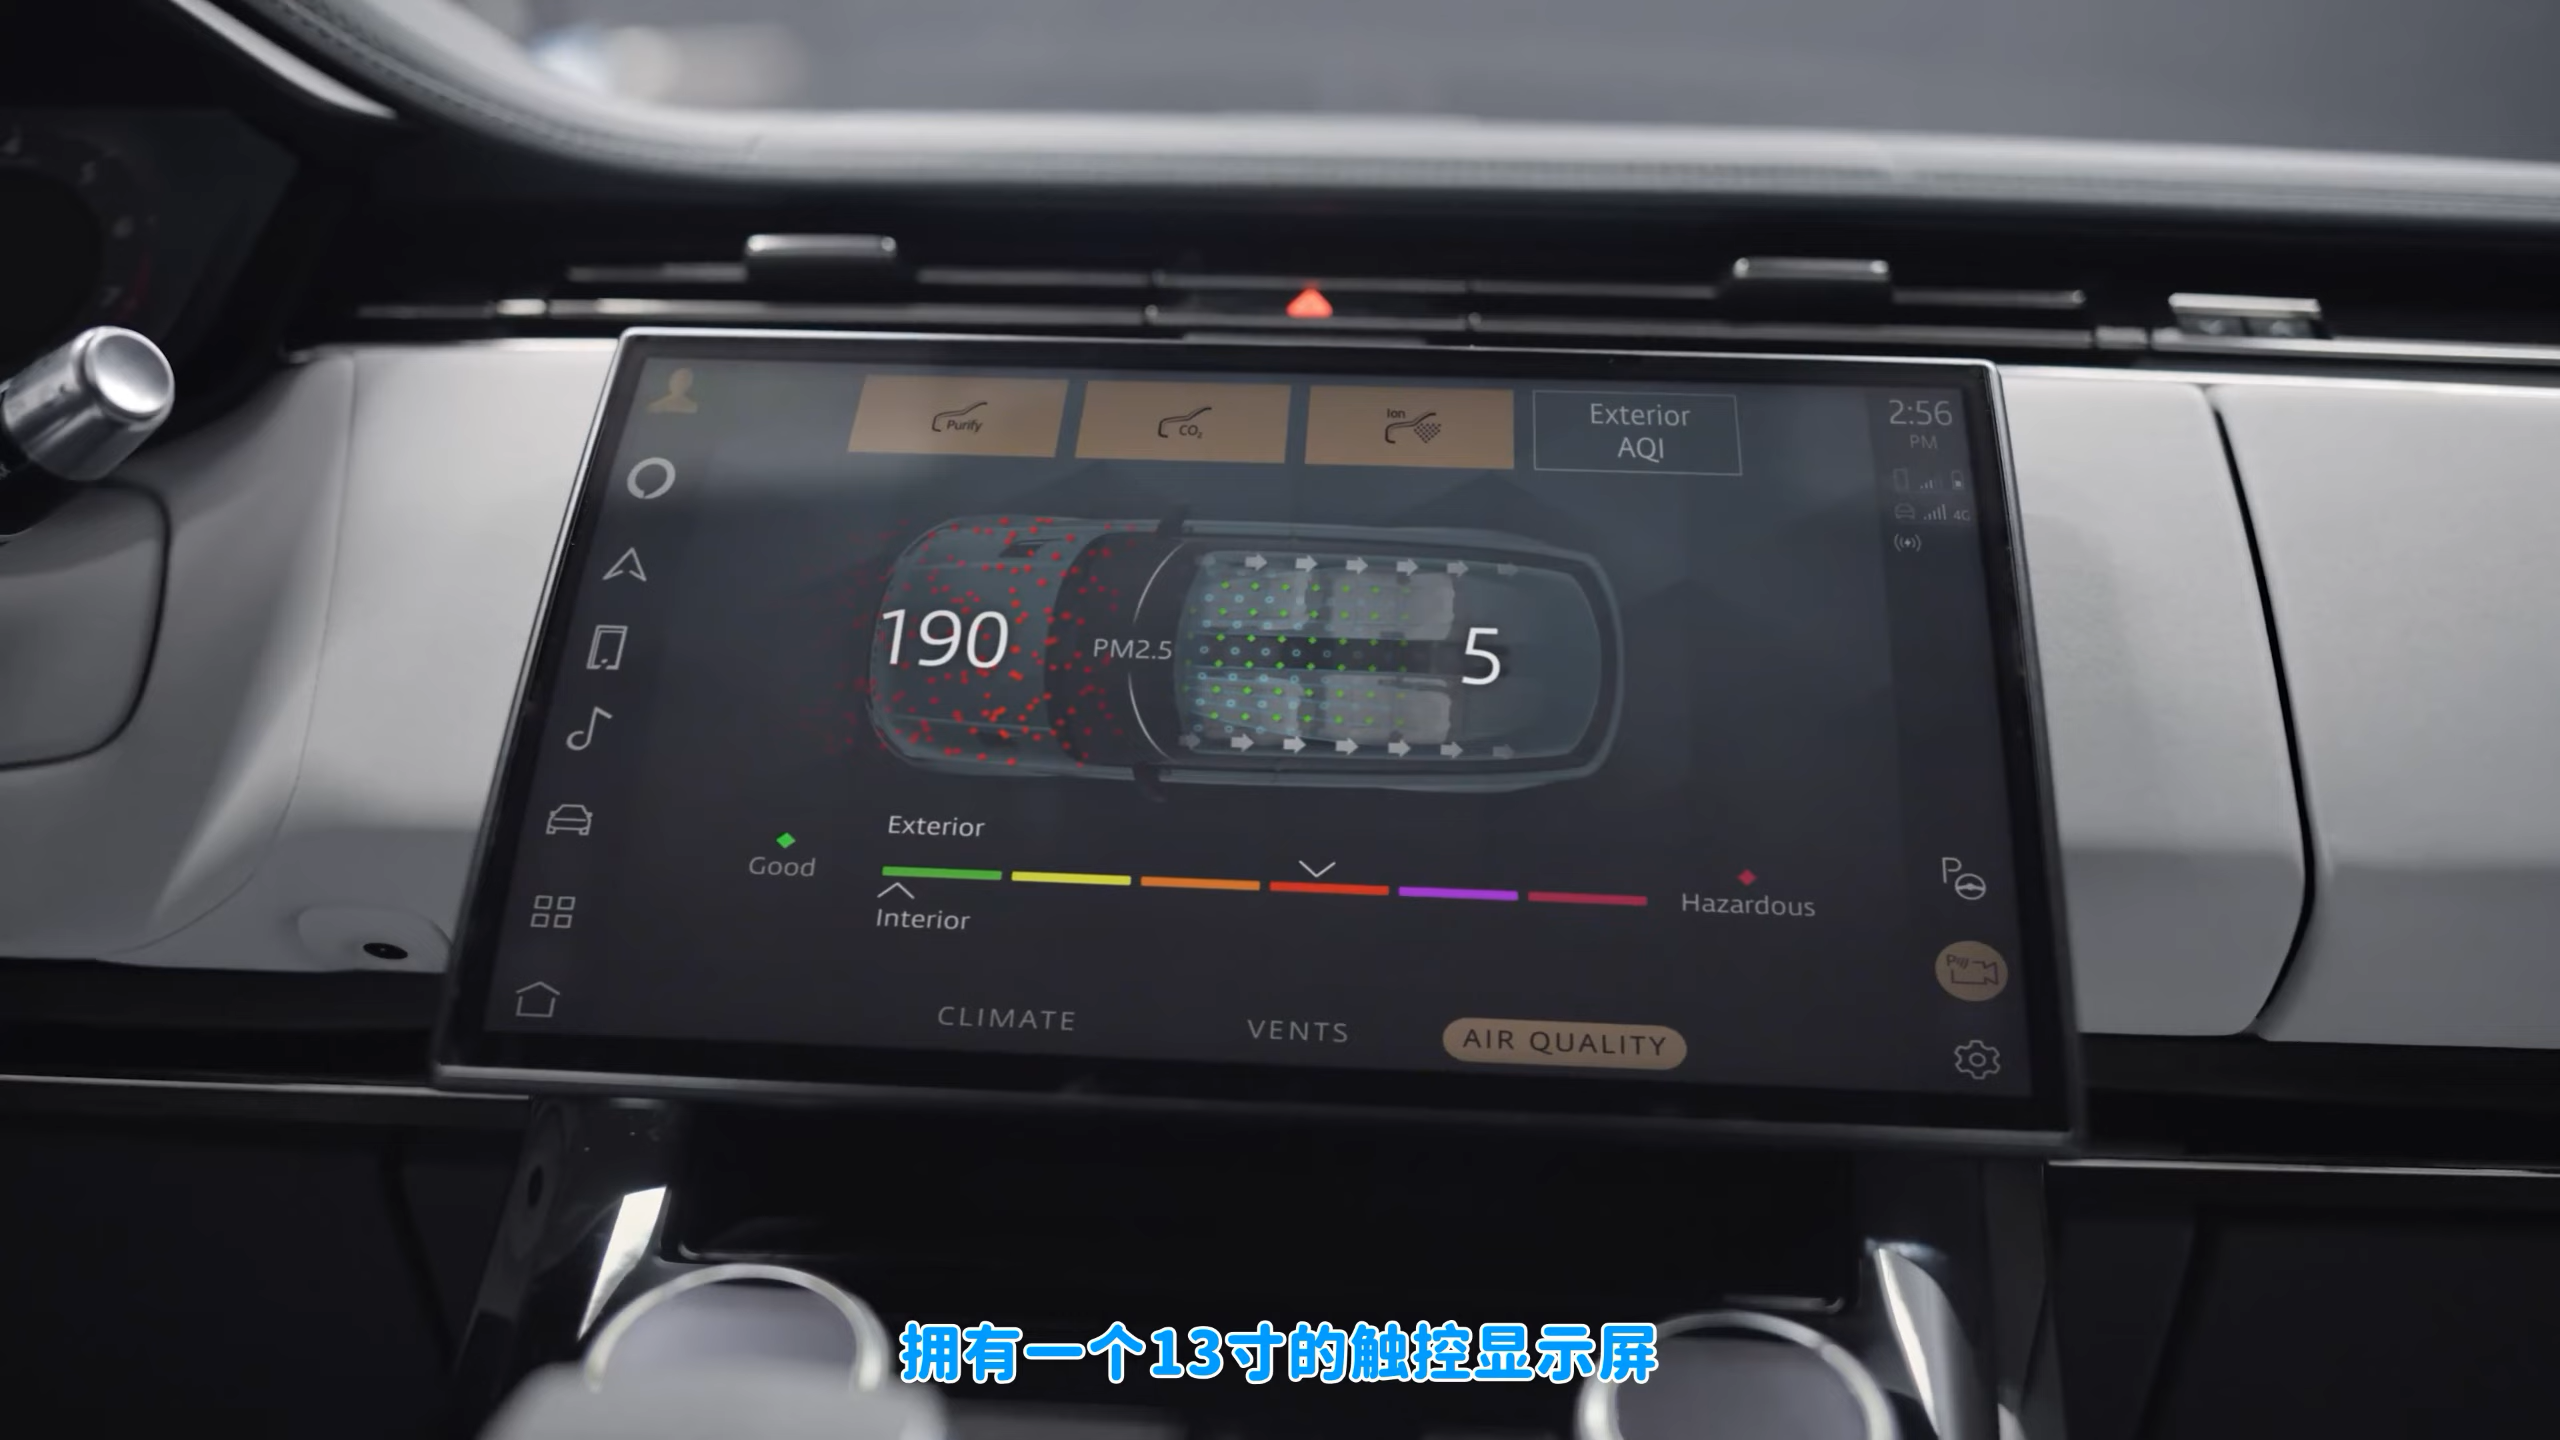 Purify
CO₂
Ion
Exterior
AQI
2:56
PM
4G
190
PM2.5
5
Exterior
Good
Hazardous
Interior
P
CLIMATE
VENTS
AIR QUALITY
拥有一个13寸的触控显示屏